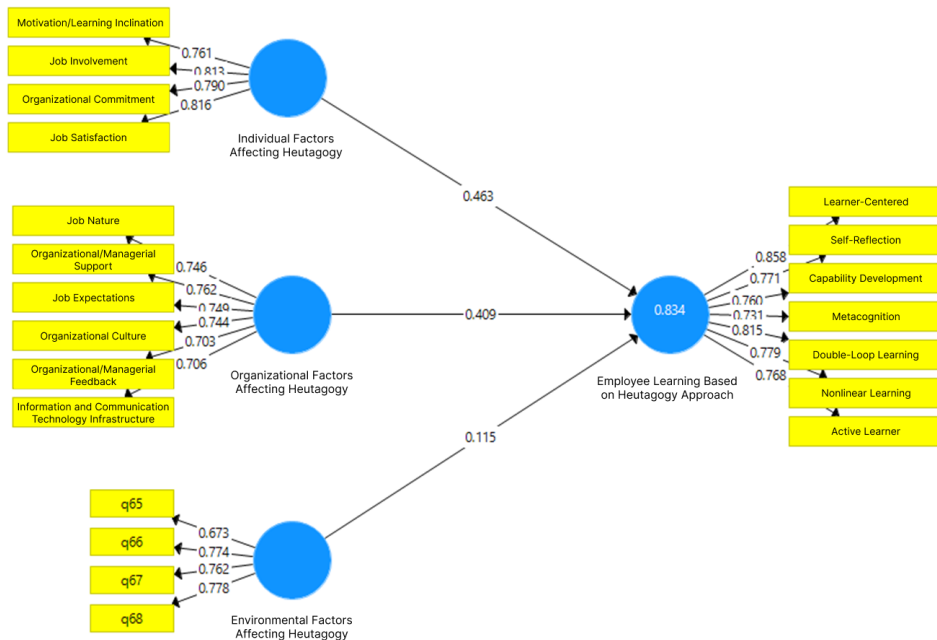 Motivation/Learning Inclination
Job Involvement
Organizational Commitment
Job Satisfaction
0.761
0.813
0.790
0.816
Individual Factors
Affecting Heutagogy
0.463
Job Nature
Organizational/Managerial
Support
Job Expectations
Organizational Culture
Organizational/Managerial
Feedback
Information and Communication
Technology Infrastructure
0.746
0.762
0.749
0.744
0.703
0.706
Organizational Factors
Affecting Heutagogy
0.409
q65
q66
q67
q68
0.673
0.774
0.762
0.778
Environmental Factors
Affecting Heutagogy
0.115
0.834
Employee Learning Based
on Heutagogy Approach
0.858
0.771
0.760
0.731
0.815
0.779
0.768
Learner-Centered
Self-Reflection
Capability Development
Metacognition
Double-Loop Learning
Nonlinear Learning
Active Learner